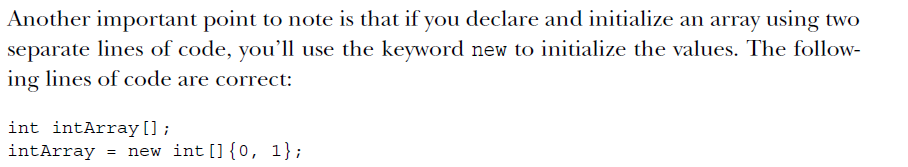 Another important point to note is that if you declare and initialize an array using two
separate lines of code, you’ll use the keyword new to initialize the values. The follow-
ing lines of code are correct:
int intArray[];
intArray = new int[]{0, 1};